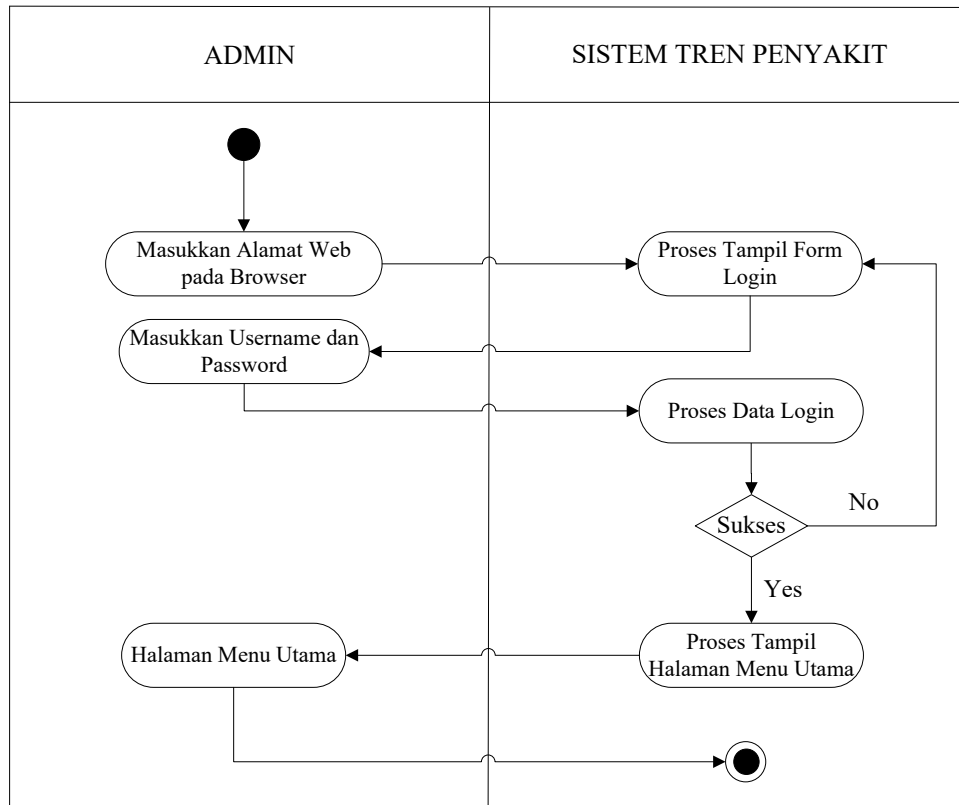 ADMIN
SISTEM TREN PENYAKIT
Masukkan Alamat Web
pada Browser
Proses Tampil Form
Login
Masukkan Username dan
Password
Proses Data Login
Sukses
No
Yes
Proses Tampil
Halaman Menu Utama
Halaman Menu Utama